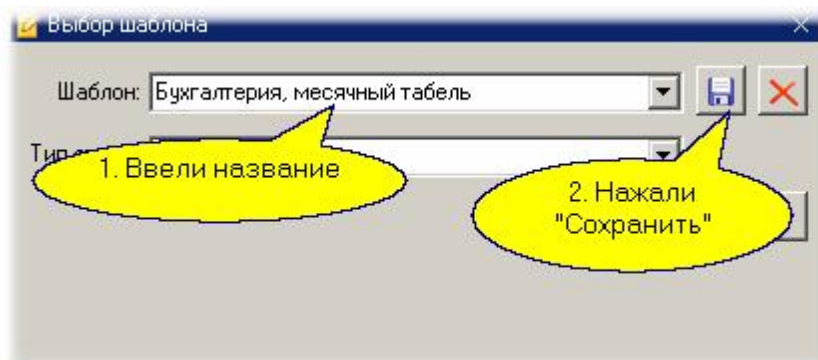 Выбор шаблона
Шаблон: Бухгалтерия, месячный табель
1. Ввели название
2. Нажали
"Сохранить"